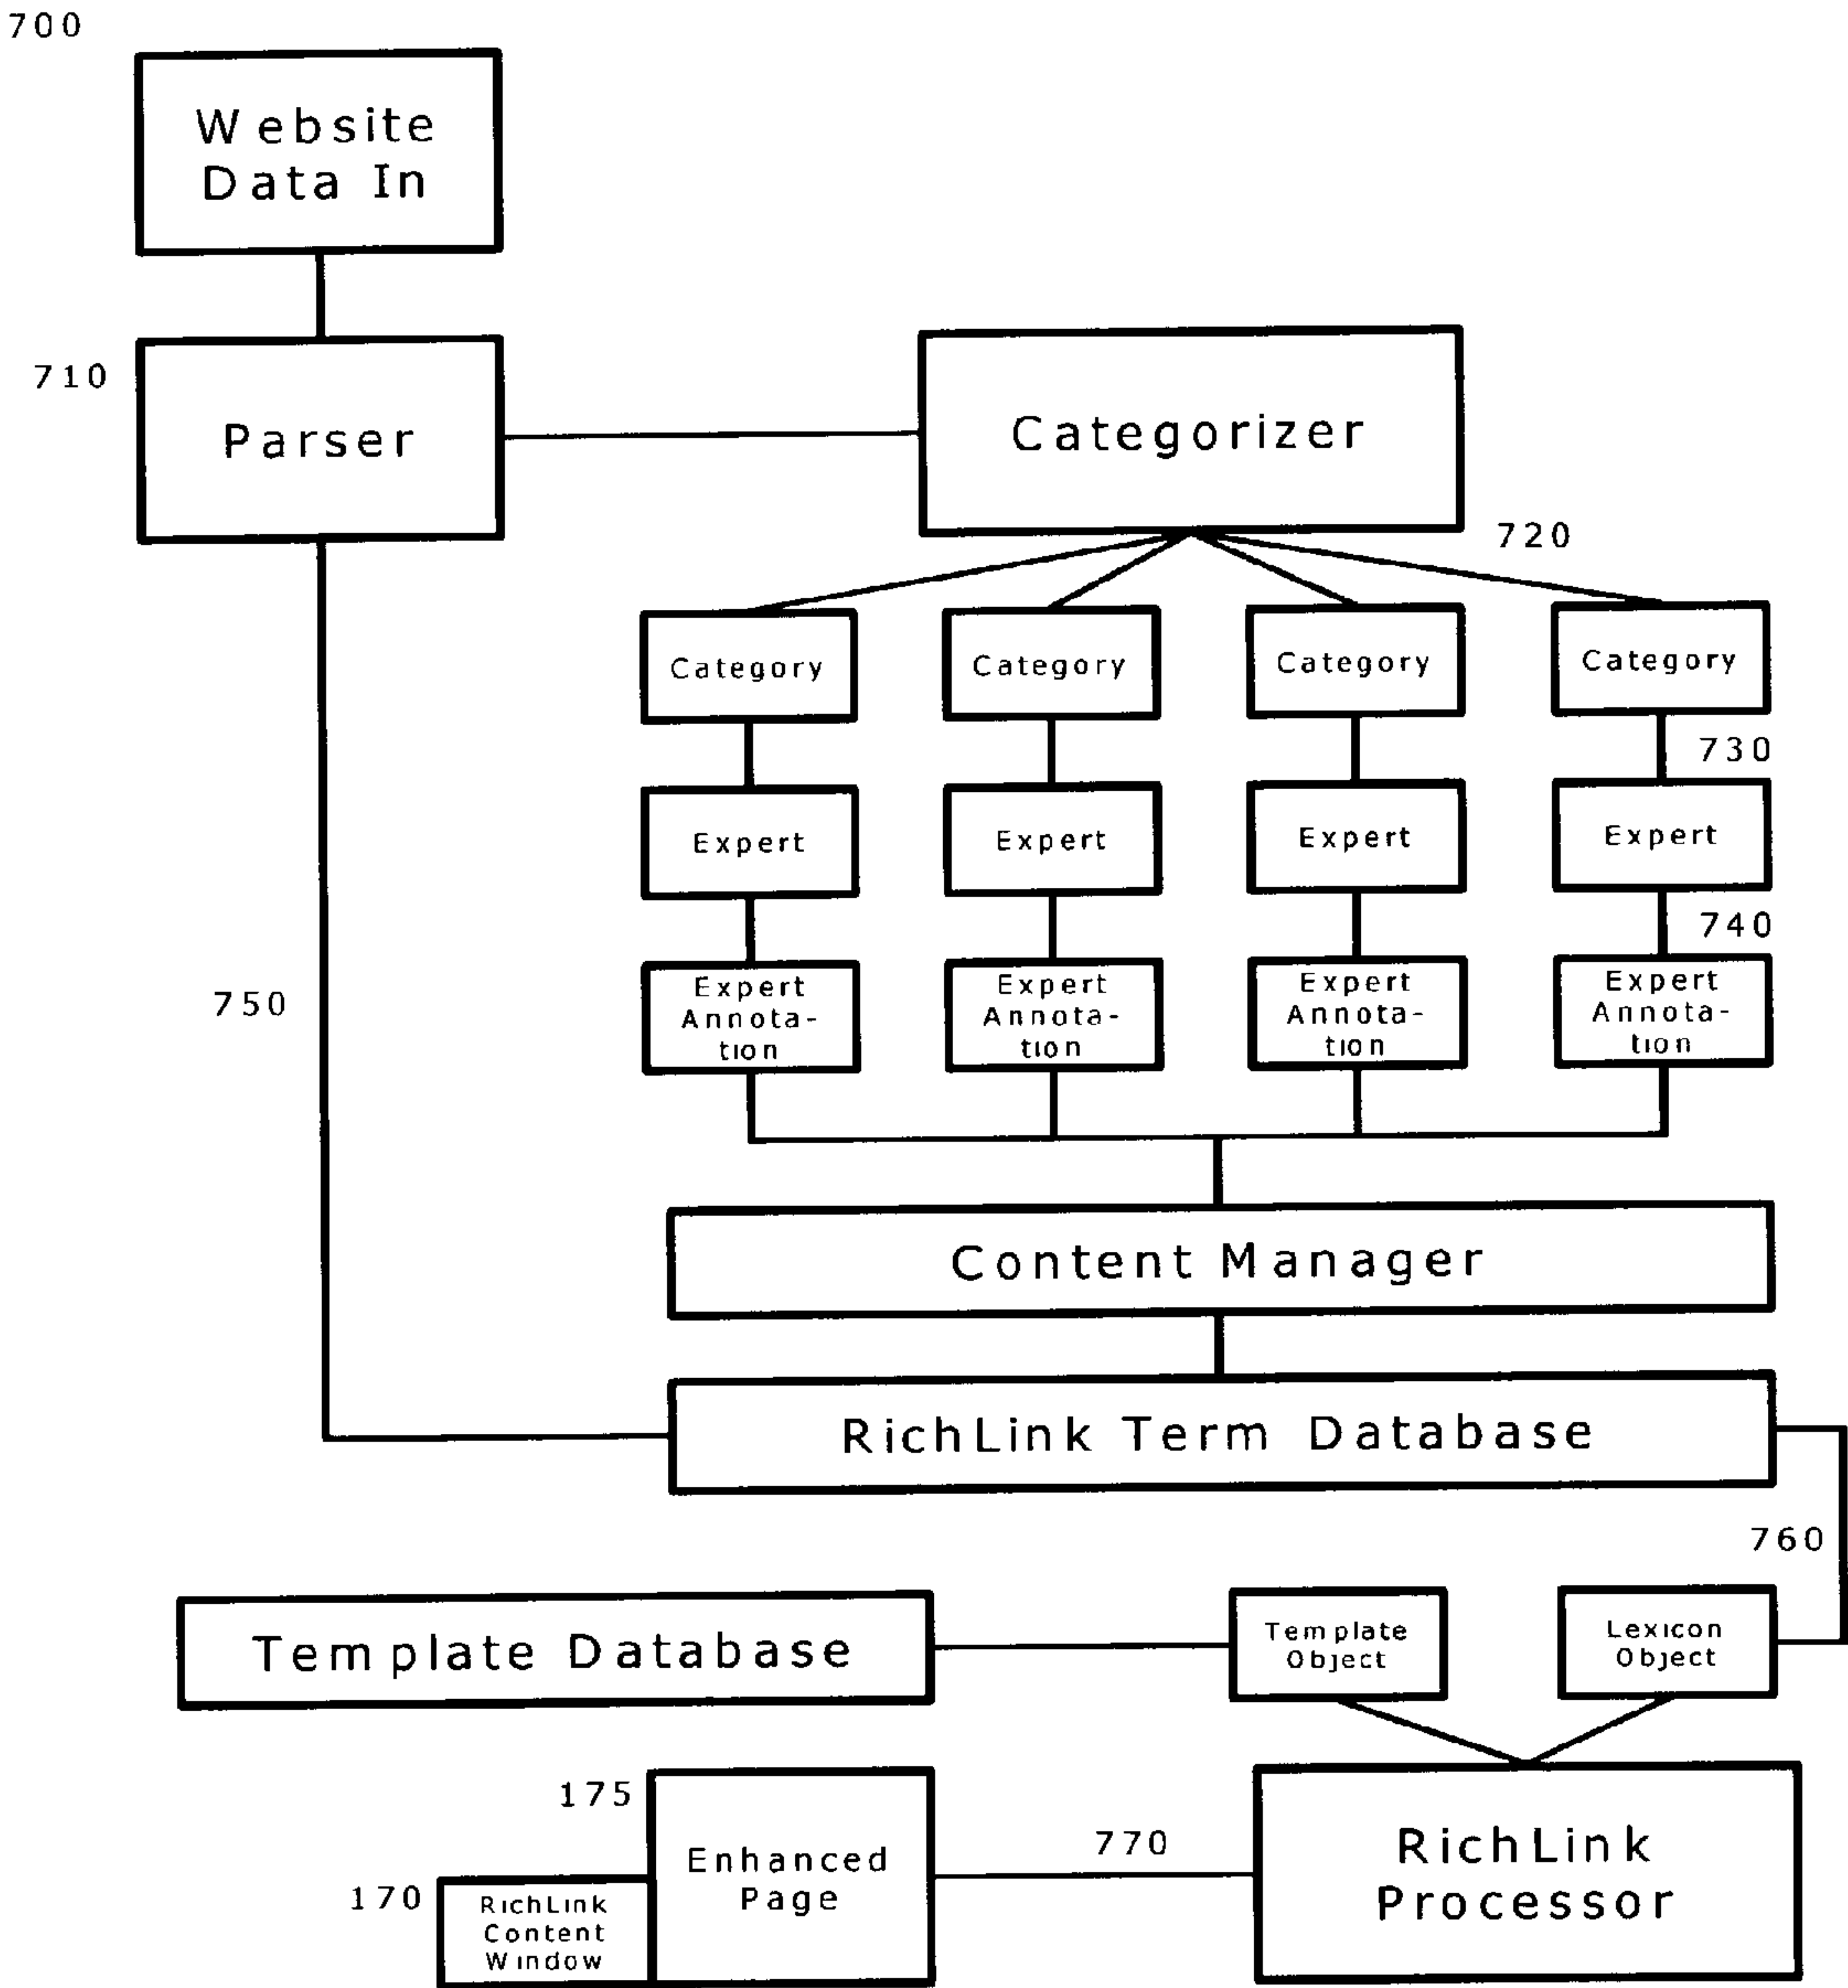 700
Website
Data In
710
Parser
Categorizer
720
Category
Category
Category
Category
730
Expert
Expert
Expert
Expert
740
Expert
Annota-
tion
Expert
Annota-
tion
Expert
Annota-
tion
Expert
Annota-
tion
750
Content Manager
RichLink Term Database
760
Template Database
Template
Object
Lexicon
Object
175
Enhanced
Page
770
RichLink
Processor
170
RichLink
Content
Window